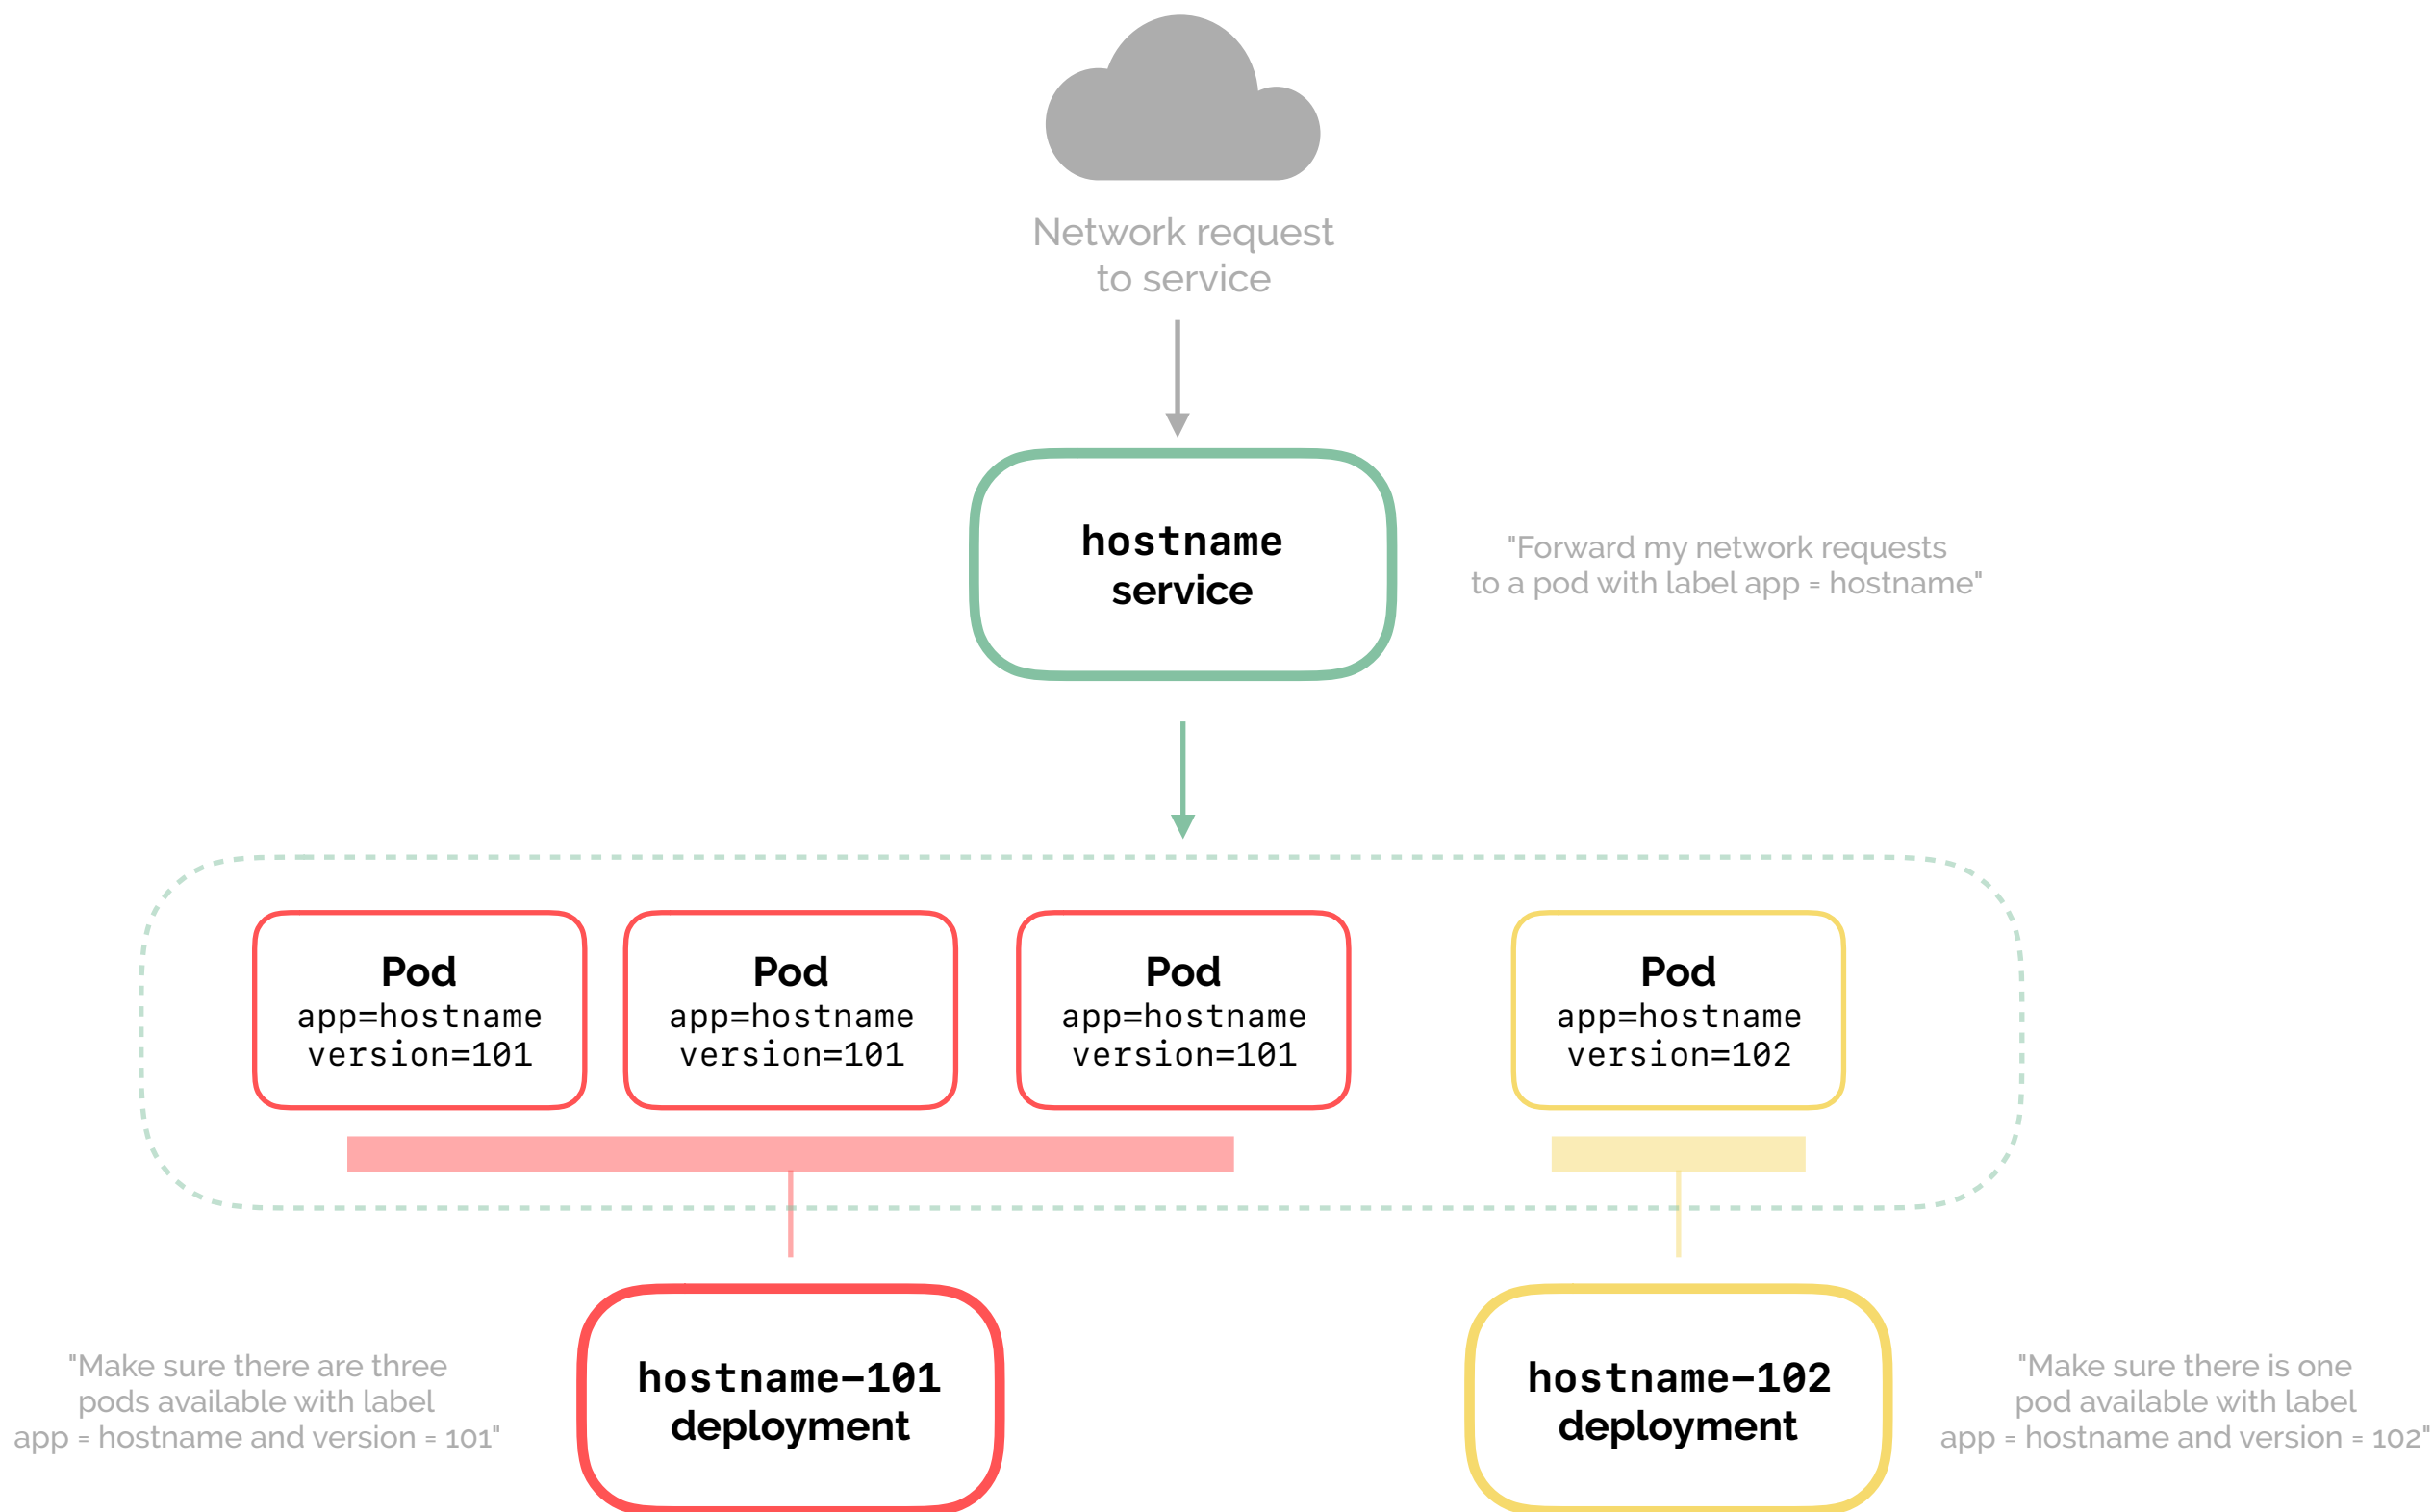 Network request
to service
hostname
service
"Forward my network requests
to a pod with label app = hostname"
Pod
app=hostname
version=101
Pod
app=hostname
version=101
Pod
app=hostname
version=101
Pod
app=hostname
version=102
"Make sure there are three
pods available with label
app = hostname and version = 101"
hostname-101
deployment
hostname-102
deployment
"Make sure there is one
pod available with label
app = hostname and version = 102"